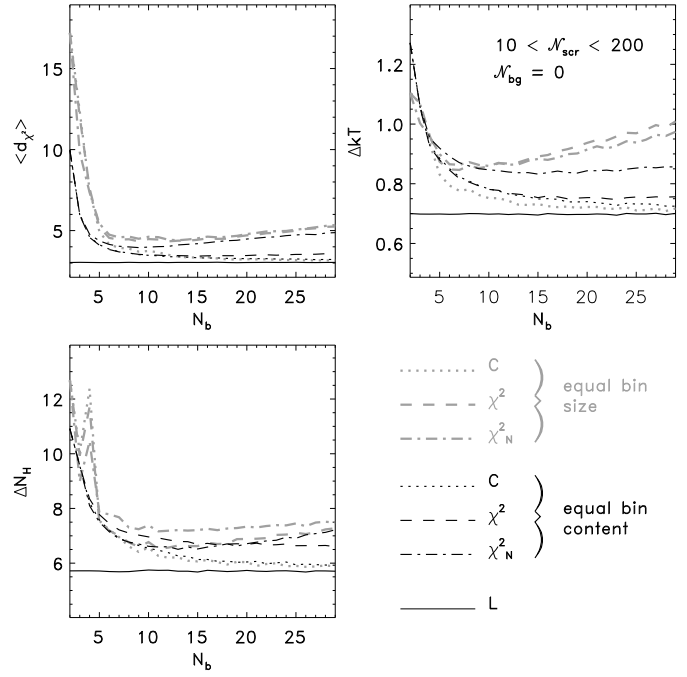 <d_χ²>
15
10
5
5 10 15 20 25
N_b
ΔkT
1.2
1.0
0.8
0.6
10 < 𝒩_scr < 200
𝒩_bg = 0
5 10 15 20 25
N_b
ΔN_H
12
10
8
6
5 10 15 20 25
N_b
C
χ²
χ²_N
equal bin
size
C
χ²
χ²_N
equal bin
content
L